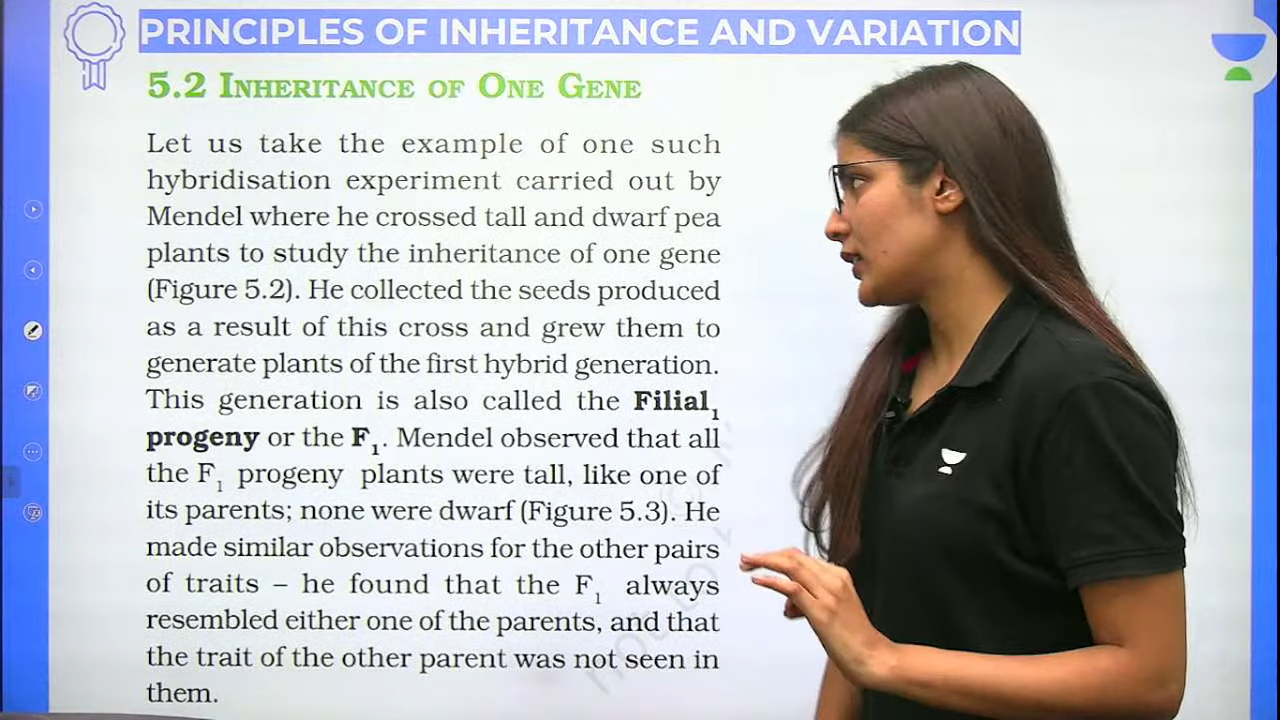 PRINCIPLES OF INHERITANCE AND VARIATION
5.2 INHERITANCE OF ONE GENE
Let us take the example of one such
hybridisation experiment carried out by
Mendel where he crossed tall and dwarf pea
plants to study the inheritance of one gene
(Figure 5.2). He collected the seeds produced
as a result of this cross and grew them to
generate plants of the first hybrid generation.
This generation is also called the Filial₁
progeny or the F₁. Mendel observed that all
the F₁ progeny plants were tall, like one of
its parents; none were dwarf (Figure 5.3). He
made similar observations for the other pairs
of traits – he found that the F₁ always
resembled either one of the parents, and that
the trait of the other parent was not seen in
them.